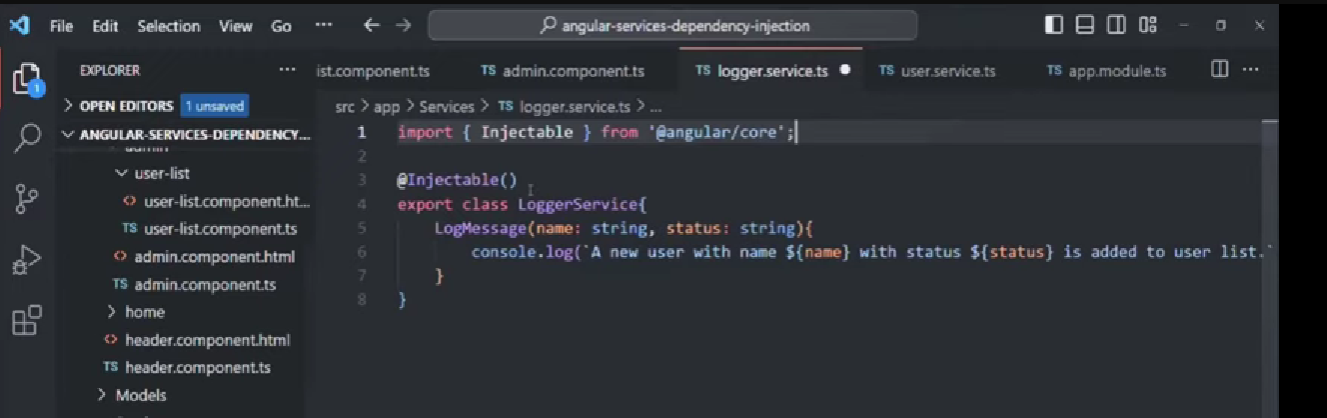 File Edit Selection View Go ··· angular-services-dependency-injection
EXPLORER ···
ist.component.ts TS admin.component.ts TS logger.service.ts TS user.service.ts TS app.module.ts ···
OPEN EDITORS 1 unsaved
src > app > Services > TS logger.service.ts > ...
ANGULAR-SERVICES-DEPENDENCY...
admin
user-list
<> user-list.component.ht...
TS user-list.component.ts
<> admin.component.html
TS admin.component.ts
home
<> header.component.html
TS header.component.ts
Models
1
1 import { Injectable } from '@angular/core';
2
3 @Injectable()
4 export class LoggerService{
5 LogMessage(name: string, status: string){
6 console.log(`A new user with name ${name} with status ${status} is added to user list.`
7 }
8 }